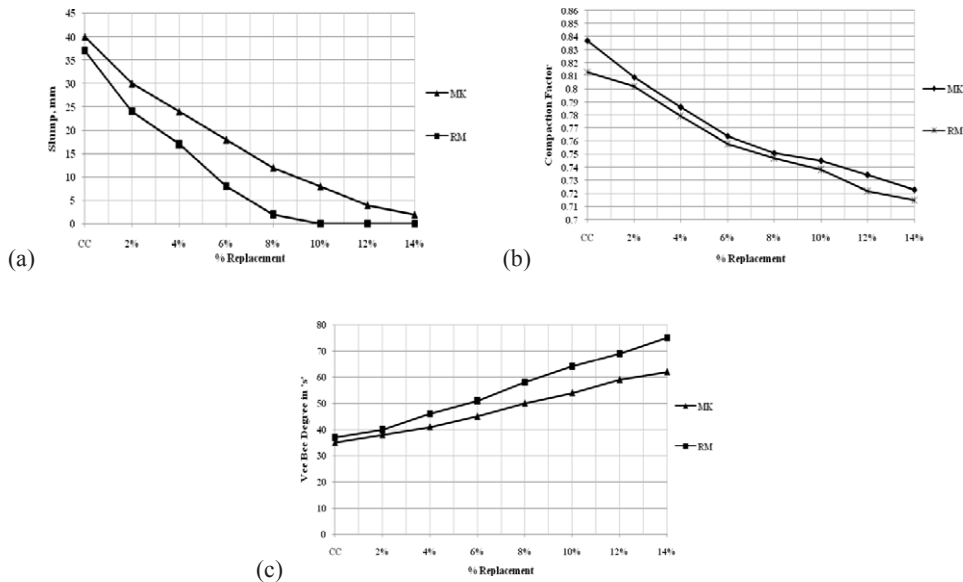 45
40
35
30
25
20
15
10
5
0
Slump, mm
CC 2% 4% 6% 8% 10% 12% 14%
% Replacement
MK
RM
(a)
0.86
0.85
0.84
0.83
0.82
0.81
0.8
0.79
0.78
0.77
0.76
0.75
0.74
0.73
0.72
0.71
0.7
Compaction Factor
CC 2% 4% 6% 8% 10% 12% 14%
% Replacement
MK
RM
(b)
80
70
60
50
40
30
20
10
0
Vee Bee Degree in 's'
CC 2% 4% 6% 8% 10% 12% 14%
% Replacement
MK
RM
(c)